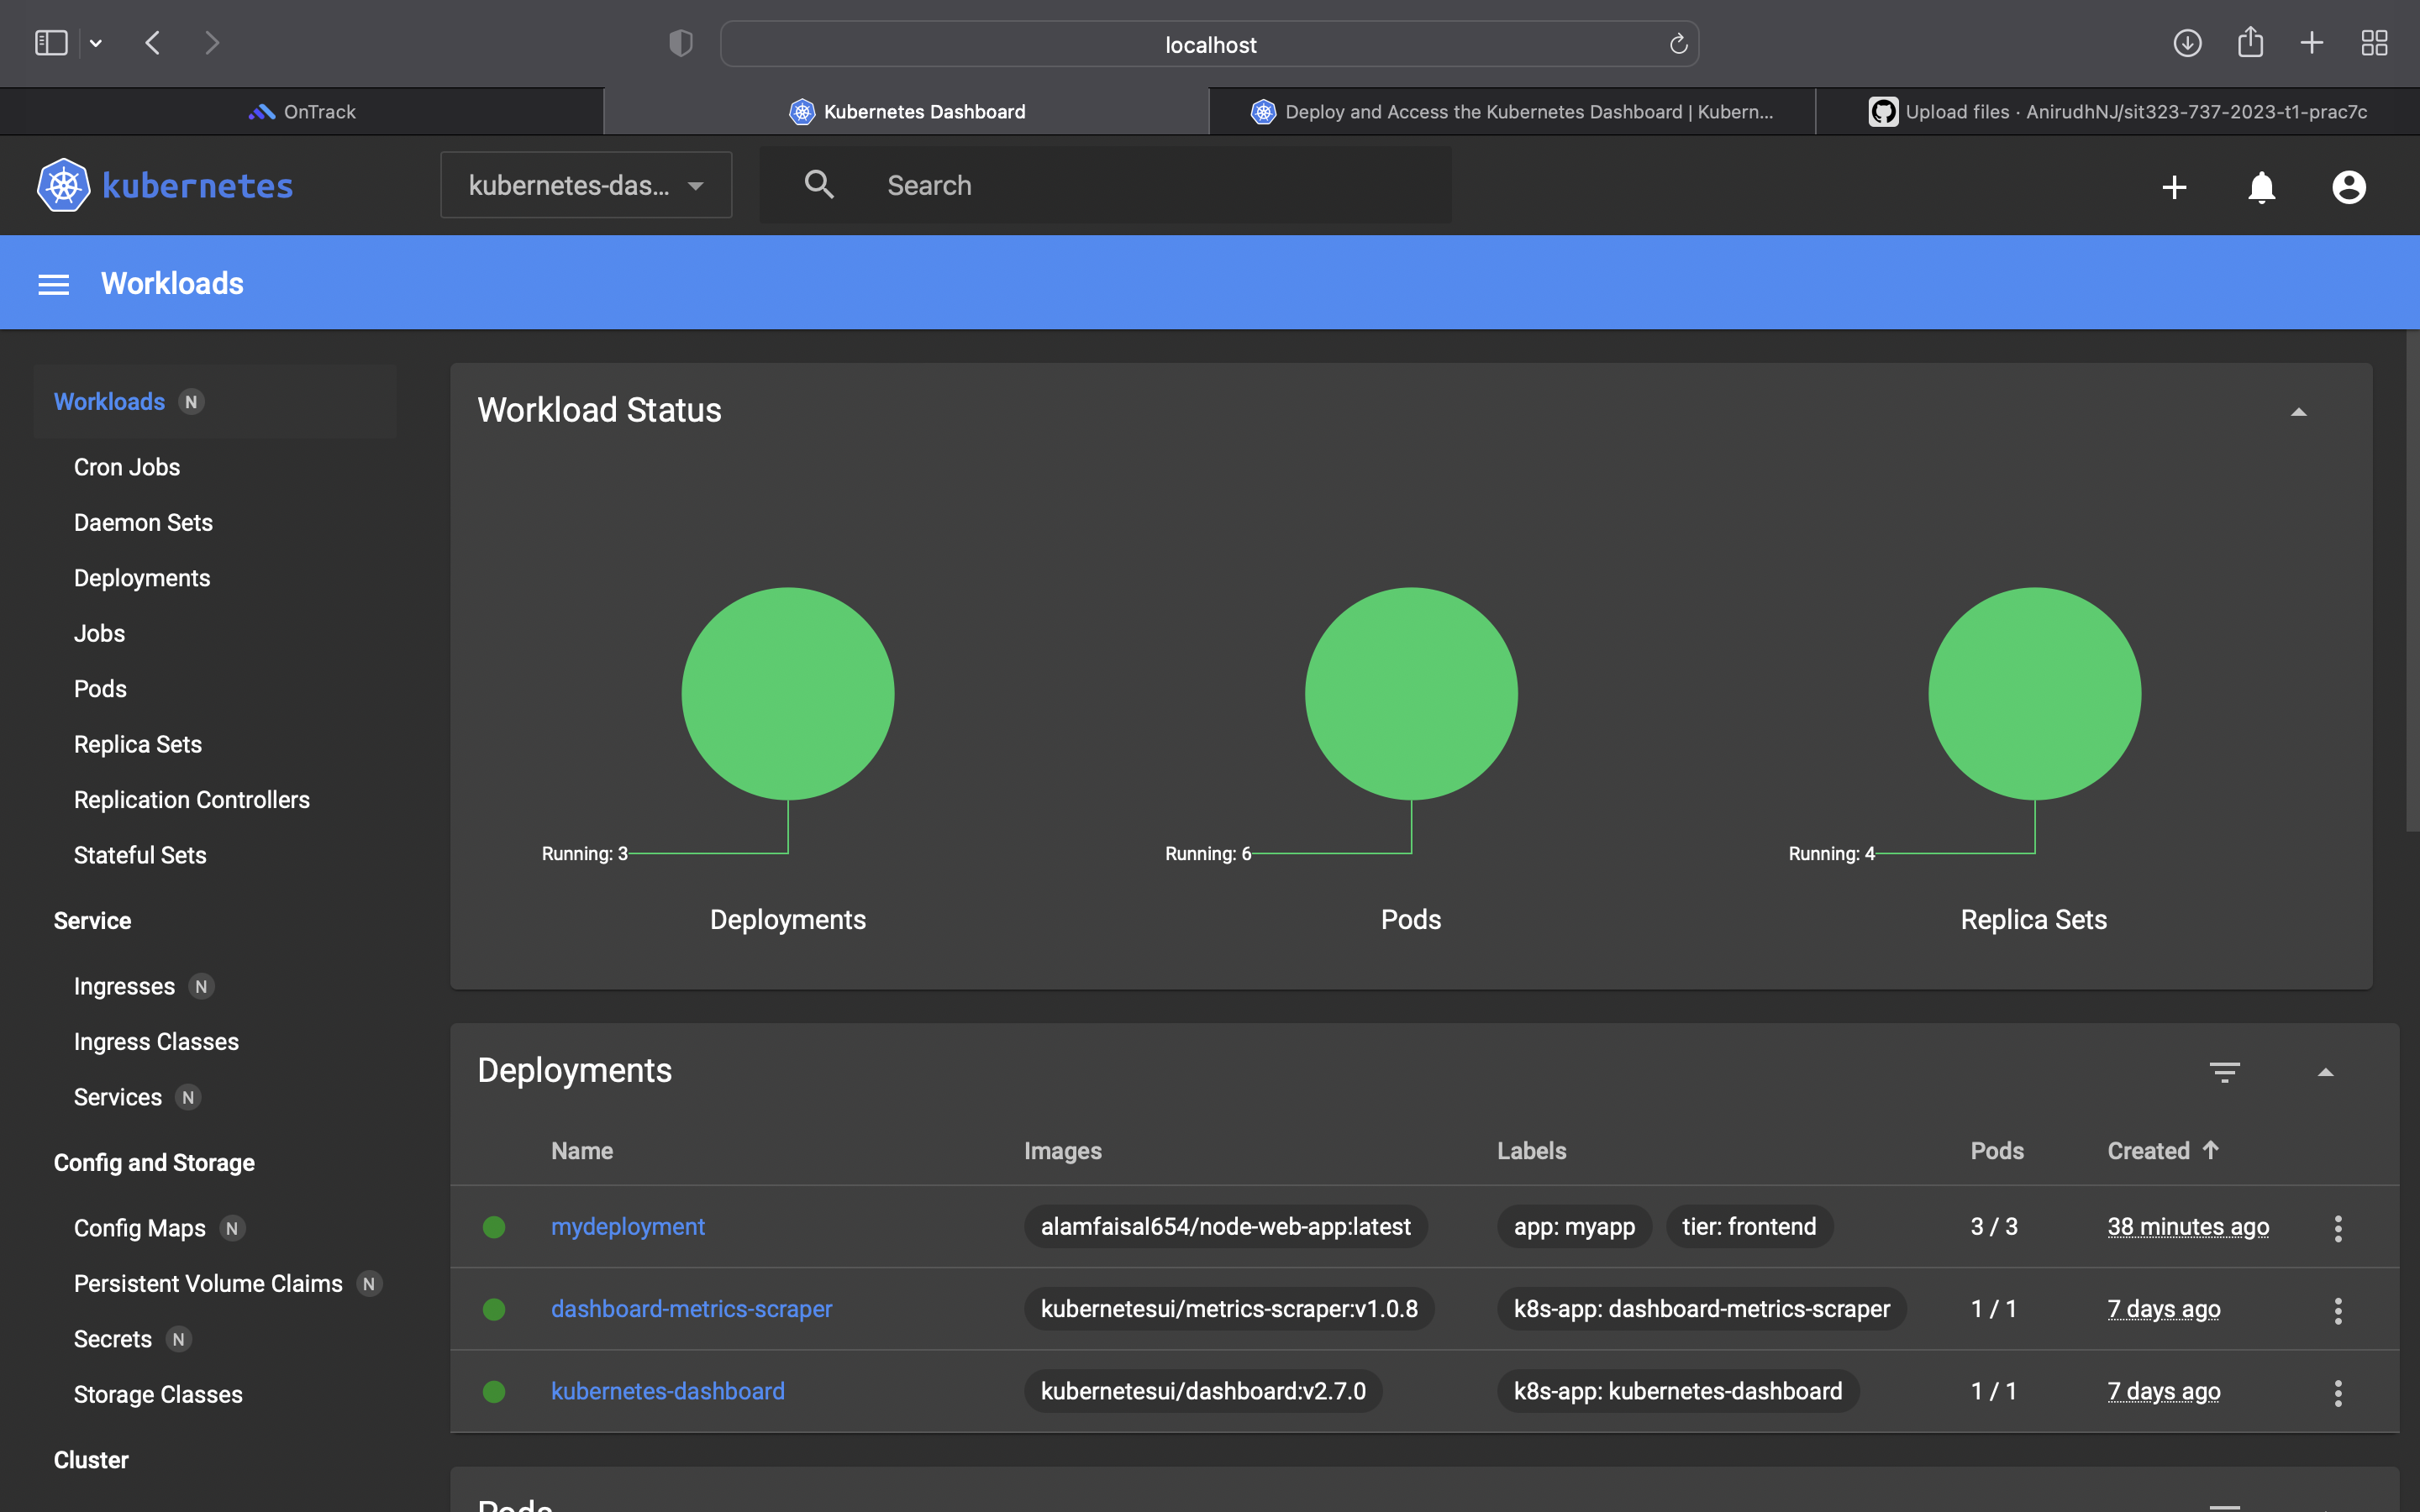 localhost
OnTrack
Kubernetes Dashboard
Deploy and Access the Kubernetes Dashboard | Kubern...
Upload files · AnirudhNJ/sit323-737-2023-t1-prac7c
kubernetes
kubernetes-das...
Search
Workloads
Workloads N
Cron Jobs
Daemon Sets
Deployments
Jobs
Pods
Replica Sets
Replication Controllers
Stateful Sets
Service
Ingresses N
Ingress Classes
Services N
Config and Storage
Config Maps N
Persistent Volume Claims N
Secrets N
Storage Classes
Cluster
Workload Status
Running: 3
Running: 6
Running: 4
Deployments
Pods
Replica Sets
Deployments
Name Images Labels Pods Created
mydeployment alamfaisal654/node-web-app:latest app: myapp tier: frontend 3 / 3 38 minutes ago
dashboard-metrics-scraper kubernetesui/metrics-scraper:v1.0.8 k8s-app: dashboard-metrics-scraper 1 / 1 7 days ago
kubernetes-dashboard kubernetesui/dashboard:v2.7.0 k8s-app: kubernetes-dashboard 1 / 1 7 days ago
Pods